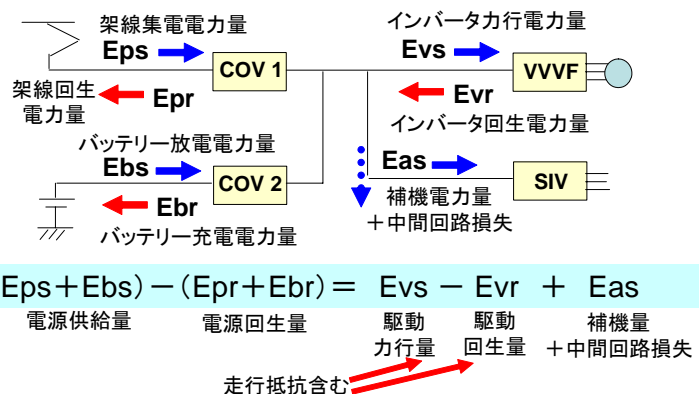 架線集電電力量
Eps
COV 1
架線回生
電力量
Epr
インバータ力行電力量
Evs
VVVF
Evr
インバータ回生電力量
バッテリー放電電力量
Ebs
COV 2
Ebr
バッテリー充電電力量
Eas
SIV
補機電力量
＋中間回路損失
Eps＋Ebs）－（Epr＋Ebr）＝ Evs － Evr ＋ Eas
電源供給量 電源回生量
駆動
力行量
駆動
回生量
補機量
＋中間回路損失
走行抵抗含む